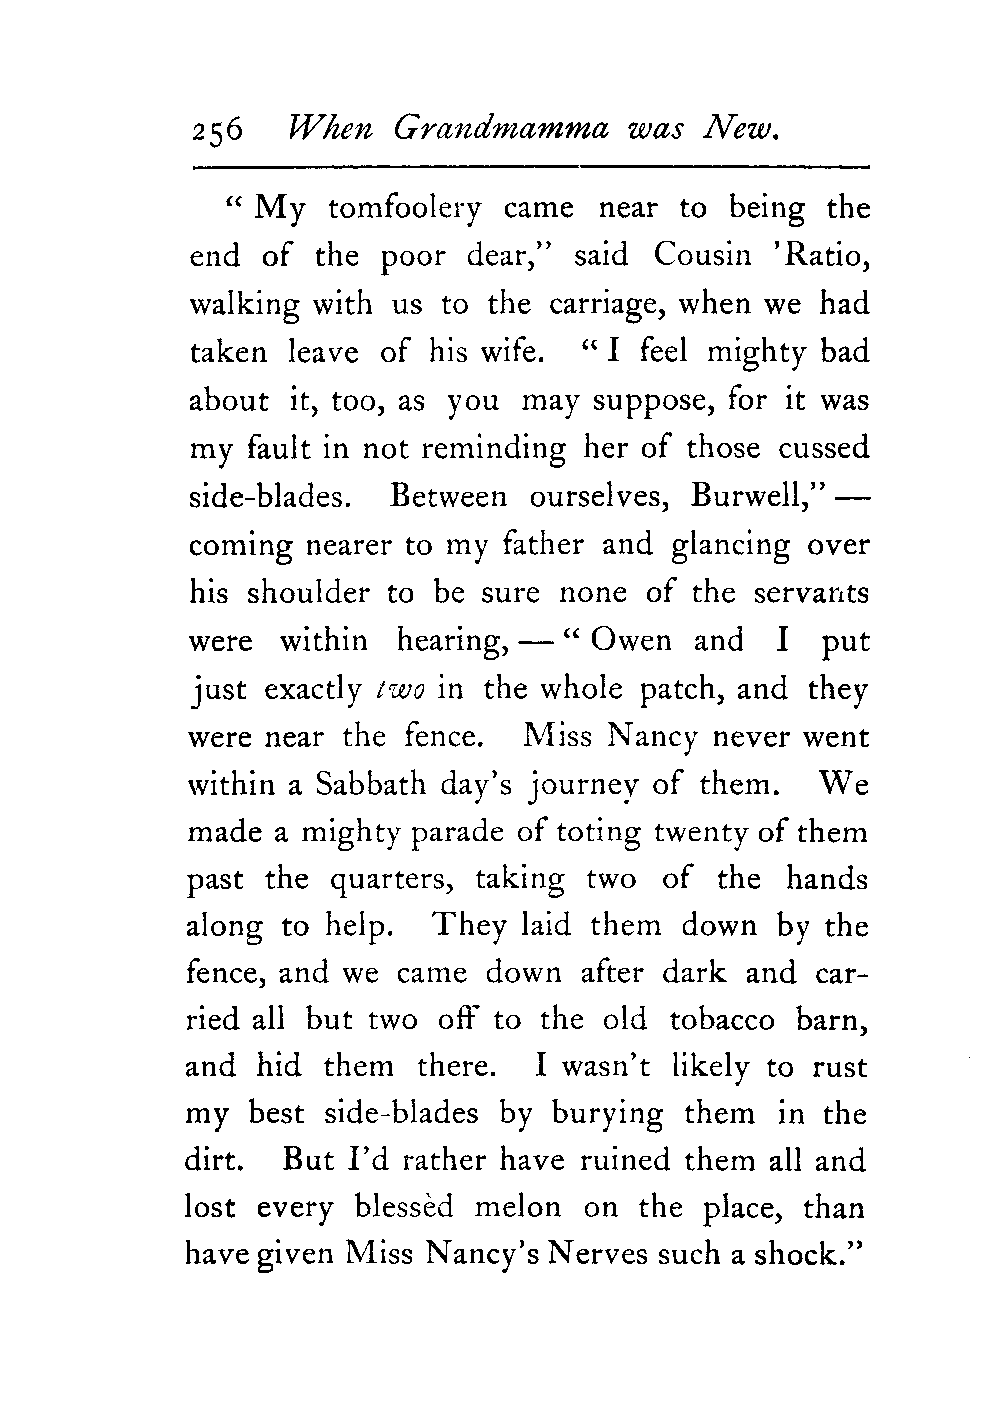 256 When Grandmamma was New.
“ My tomfoolery came near to being the
end of the poor dear,” said Cousin ’Ratio,
walking with us to the carriage, when we had
taken leave of his wife. “ I feel mighty bad
about it, too, as you may suppose, for it was
my fault in not reminding her of those cussed
side-blades. Between ourselves, Burwell,” —
coming nearer to my father and glancing over
his shoulder to be sure none of the servants
were within hearing, — “ Owen and I put
just exactly two in the whole patch, and they
were near the fence. Miss Nancy never went
within a Sabbath day’s journey of them. We
made a mighty parade of toting twenty of them
past the quarters, taking two of the hands
along to help. They laid them down by the
fence, and we came down after dark and car-
ried all but two off to the old tobacco barn,
and hid them there. I wasn’t likely to rust
my best side-blades by burying them in the
dirt. But I’d rather have ruined them all and
lost every blessèd melon on the place, than
have given Miss Nancy’s Nerves such a shock.”